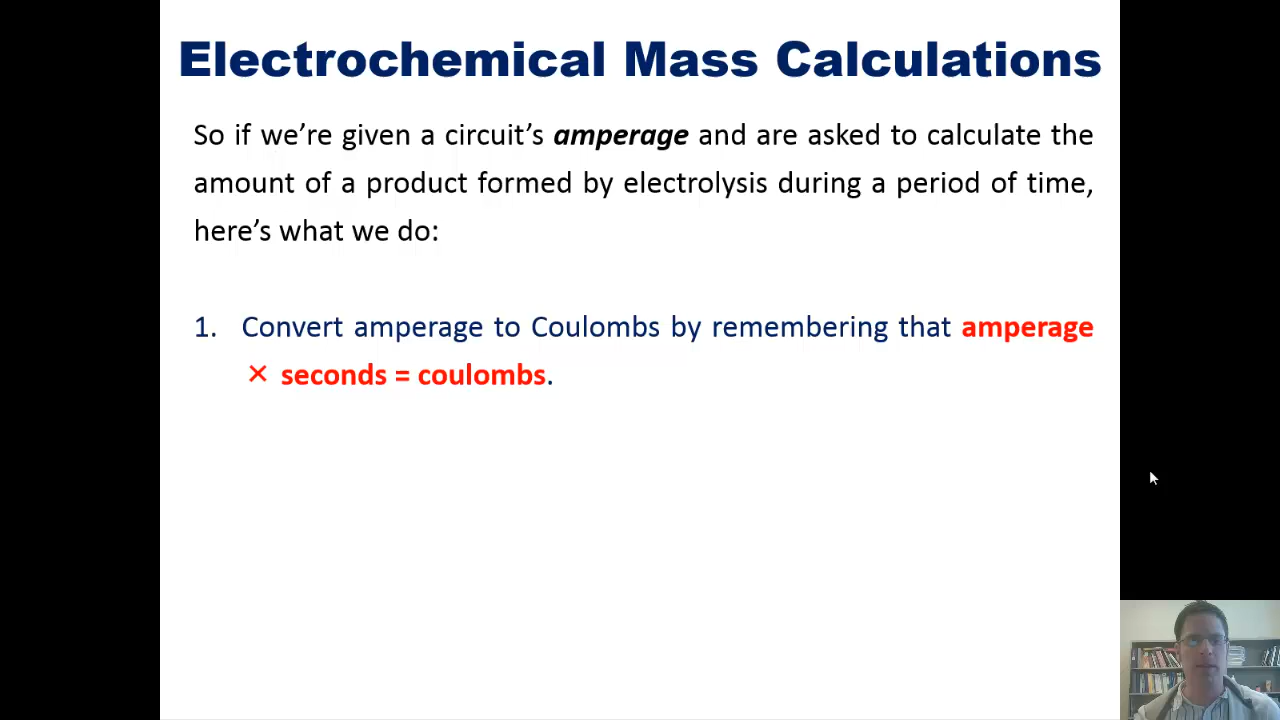 Electrochemical Mass Calculations
So if we’re given a circuit’s amperage and are asked to calculate the
amount of a product formed by electrolysis during a period of time,
here’s what we do:
1. Convert amperage to Coulombs by remembering that amperage
× seconds = coulombs.